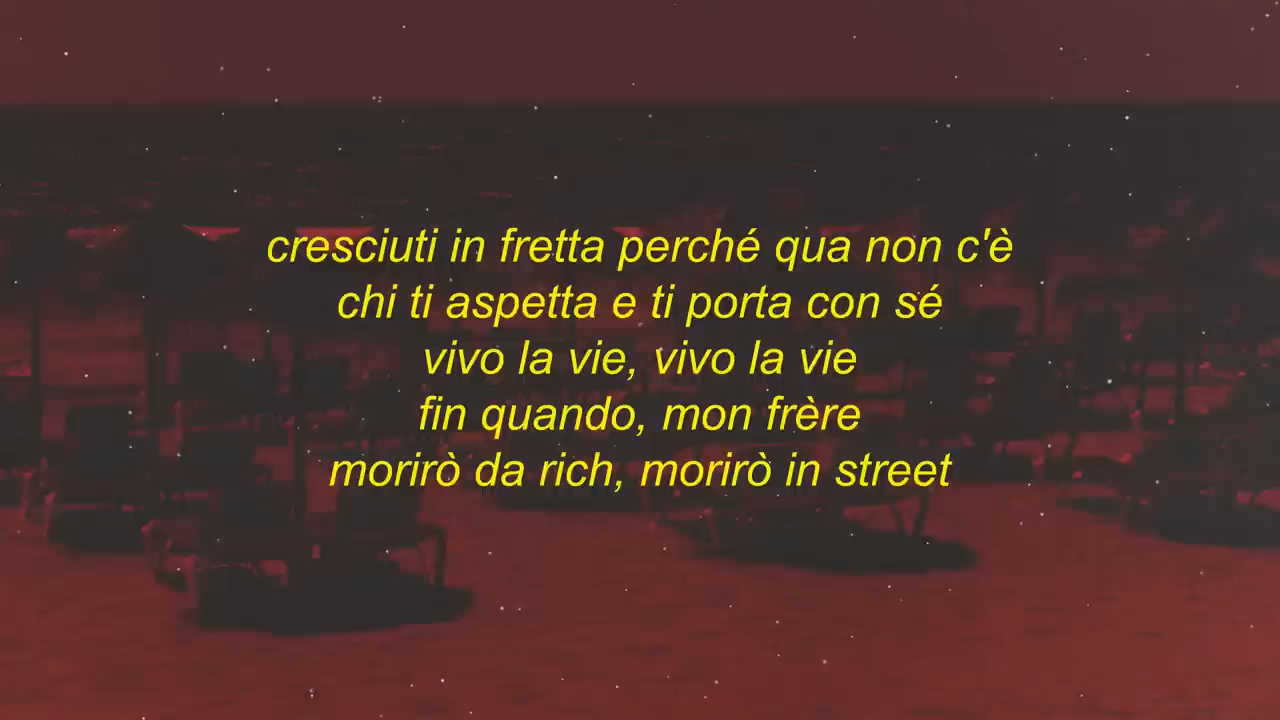 cresciuti in fretta perché qua non c'è
chi ti aspetta e ti porta con sé
vivo la vie, vivo la vie
fin quando, mon frère
morirò da rich, morirò in street